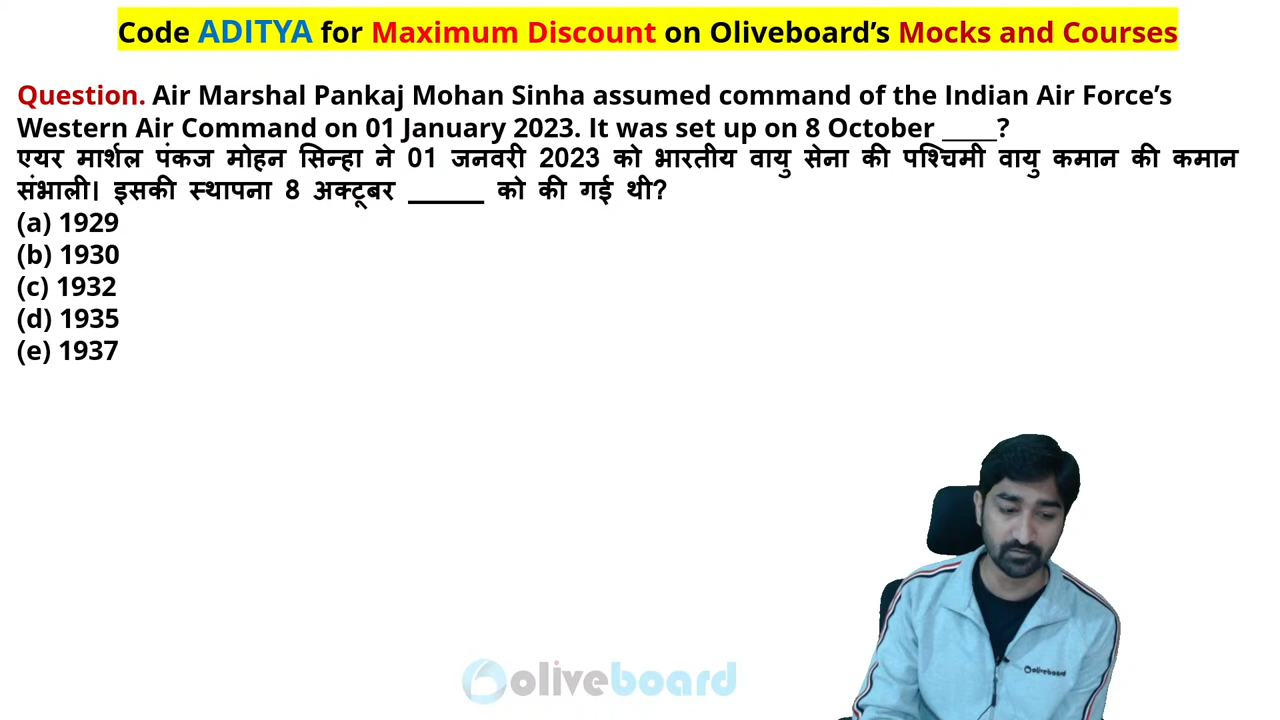 Code ADITYA for Maximum Discount on Oliveboard’s Mocks and Courses
Question. Air Marshal Pankaj Mohan Sinha assumed command of the Indian Air Force’s
Western Air Command on 01 January 2023. It was set up on 8 October _____?
एयर मार्शल पंकज मोहन सिन्हा ने 01 जनवरी 2023 को भारतीय वायु सेना की पश्चिमी वायु कमान की कमान
संभाली। इसकी स्थापना 8 अक्टूबर ______ को की गई थी?
(a) 1929
(b) 1930
(c) 1932
(d) 1935
(e) 1937
oliveboard
oliveboard